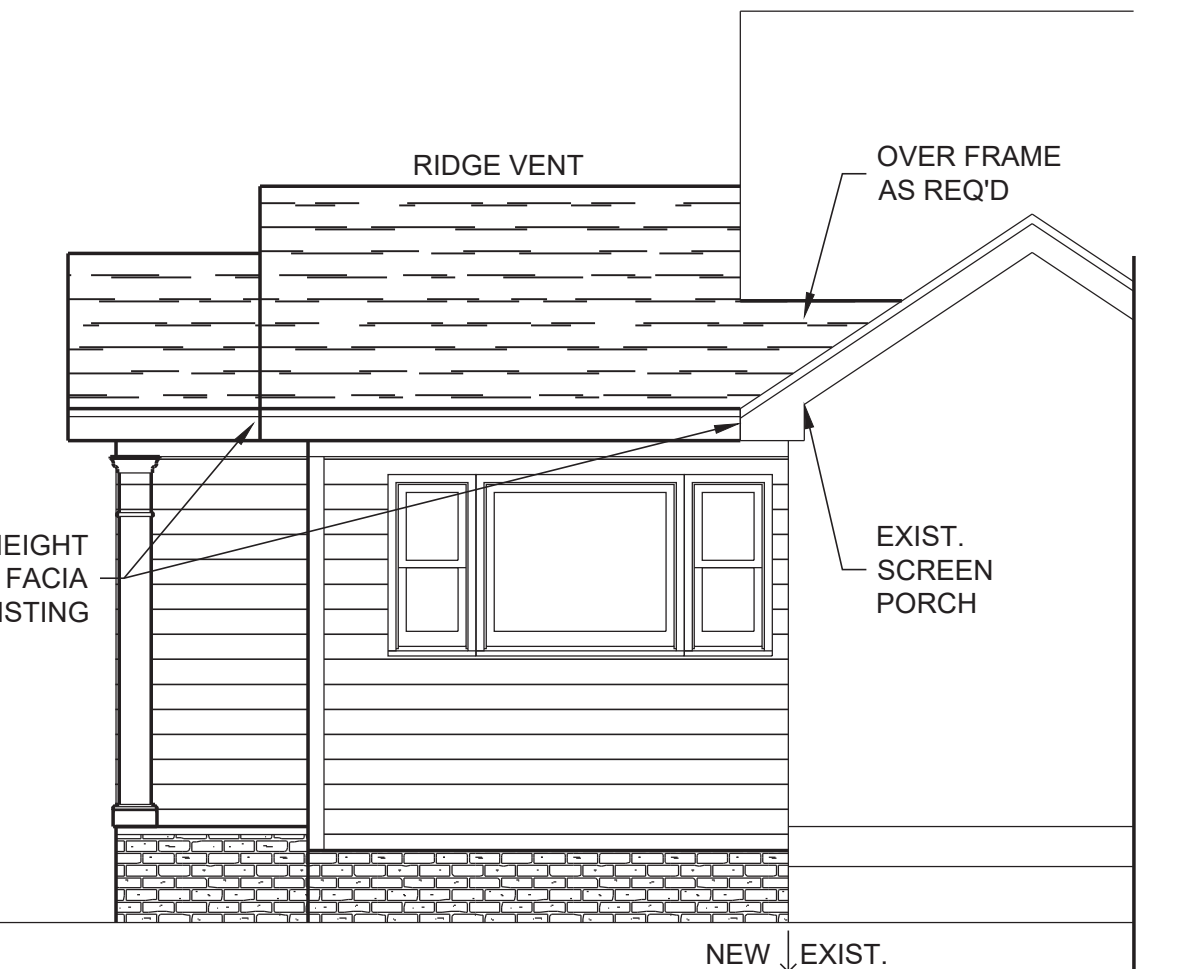 RIDGE VENT
OVER FRAME
AS REQ'D
FACIA
EXIST.
SCREEN
PORCH
NEW EXIST.